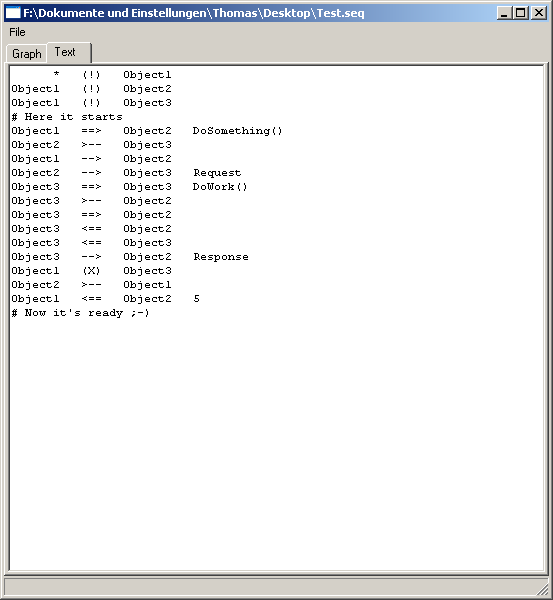 F:\Dokumente und Einstellungen\Thomas\Desktop\Test.seq
File
Graph Text
* (!) Object1
Object1 (!) Object2
Object1 (!) Object3
# Here it starts
Object1 ==> Object2 DoSomething()
Object2 >-- Object3
Object1 --> Object2
Object2 --> Object3 Request
Object3 ==> Object3 DoWork()
Object3 >-- Object2
Object3 ==> Object2
Object3 <== Object2
Object3 <== Object3
Object3 --> Object2 Response
Object1 (X) Object3
Object2 >-- Object1
Object1 <== Object2 5
# Now it's ready ;-)